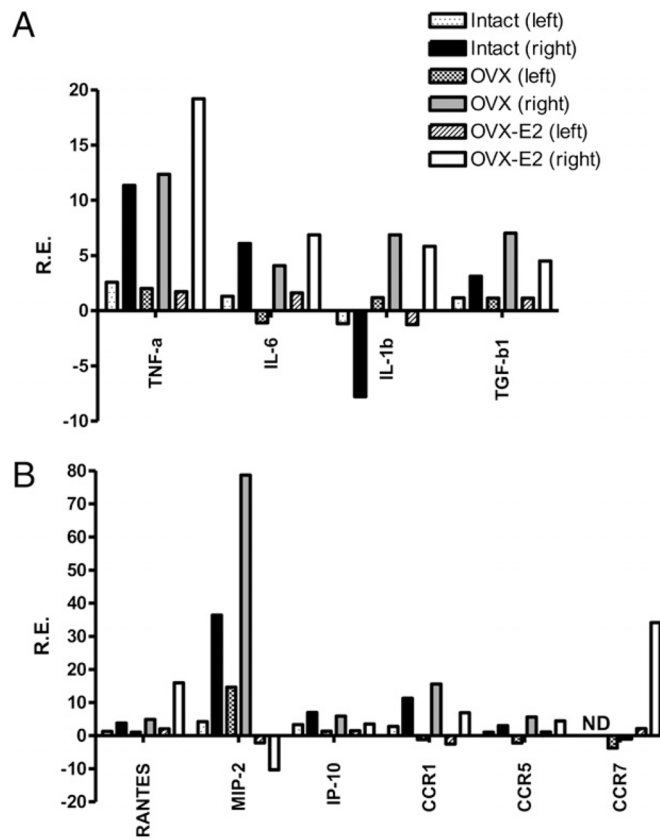 A
Intact (left)
Intact (right)
OVX (left)
OVX (right)
OVX-E2 (left)
OVX-E2 (right)
20
15
10
5
0
-5
-10
R.E.
TNF-a
IL-6
IL-1b
TGF-b1
B
80
70
60
50
40
30
20
10
0
-10
-20
R.E.
ND
RANTES
MIP-2
IP-10
CCR1
CCR5
CCR7